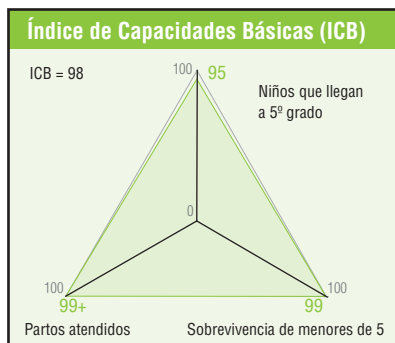 Índice de Capacidades Básicas (ICB)
ICB = 98
100
95
Niños que llegan
a 5º grado
0
100
100
99+
99
Partos atendidos
Sobrevivencia de menores de 5